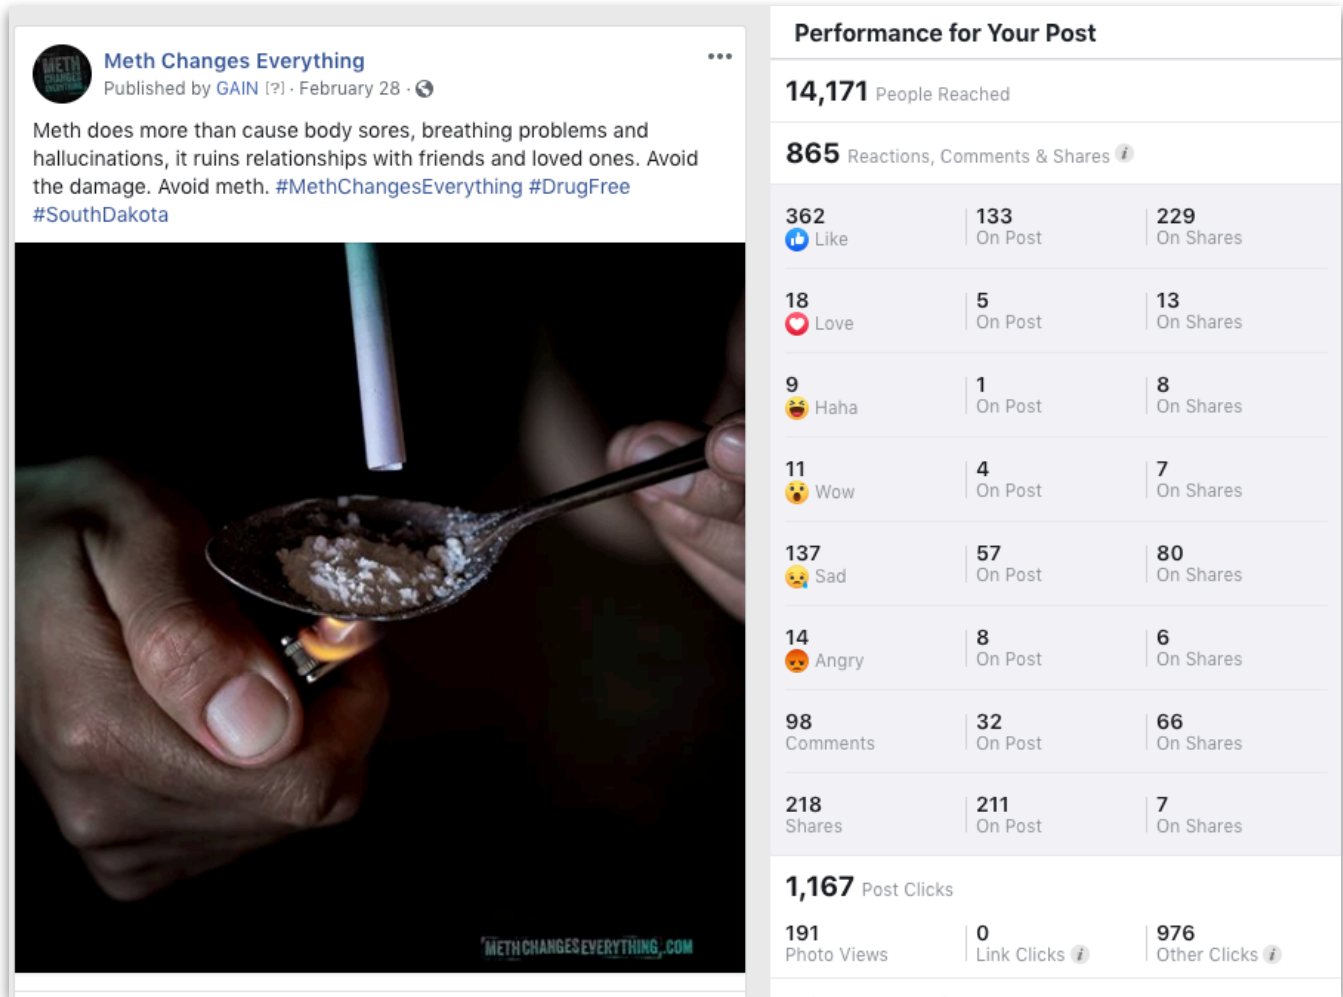 METH
CHANGES
EVERYTHING
Meth Changes Everything
Published by GAIN [?] · February 28 ·
Meth does more than cause body sores, breathing problems and
hallucinations, it ruins relationships with friends and loved ones. Avoid
the damage. Avoid meth. #MethChangesEverything #DrugFree
#SouthDakota
METHCHANGESEVERYTHING.COM
Performance for Your Post
14,171 People Reached
865 Reactions, Comments & Shares i
362 133 229
Like On Post On Shares
18 5 13
Love On Post On Shares
9 1 8
Haha On Post On Shares
11 4 7
Wow On Post On Shares
137 57 80
Sad On Post On Shares
14 8 6
Angry On Post On Shares
98 32 66
Comments On Post On Shares
218 211 7
Shares On Post On Shares
1,167 Post Clicks
191 0 976
Photo Views Link Clicks i Other Clicks i